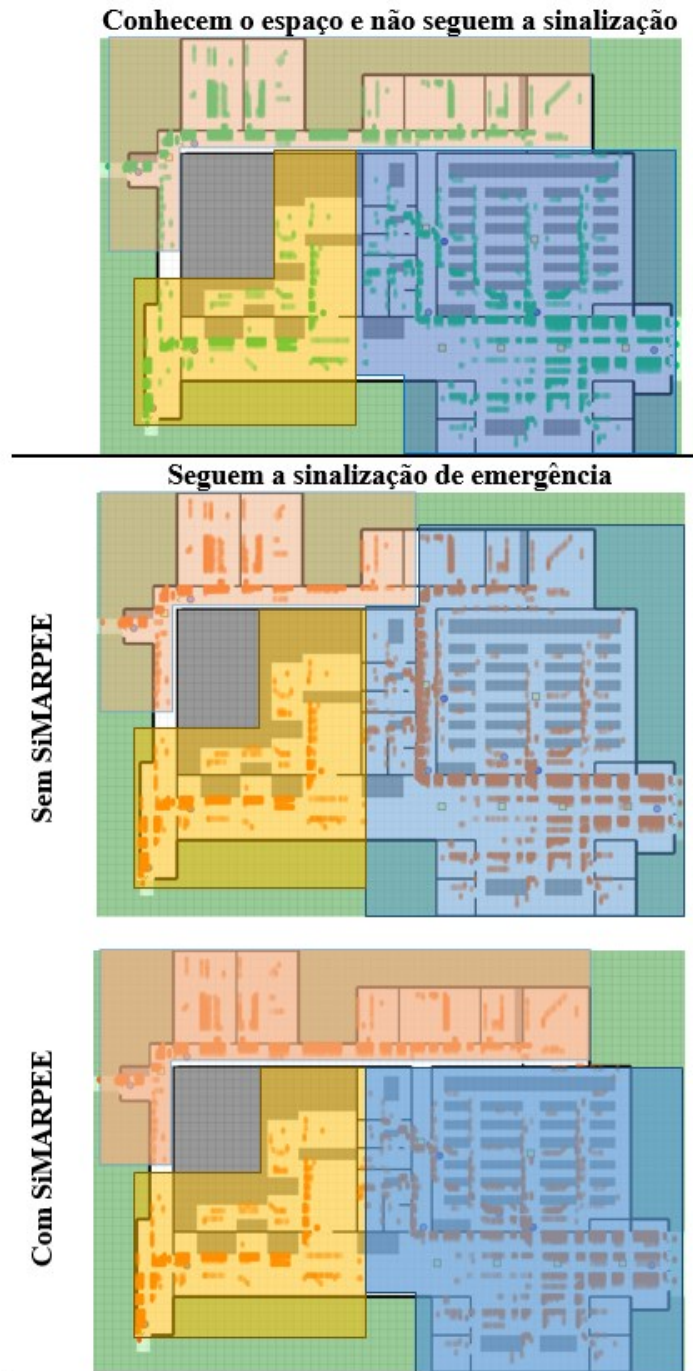 Conhecem o espaço e não seguem a sinalização
Seguem a sinalização de emergência
Sem SiMARPEE
Com SiMARPEE